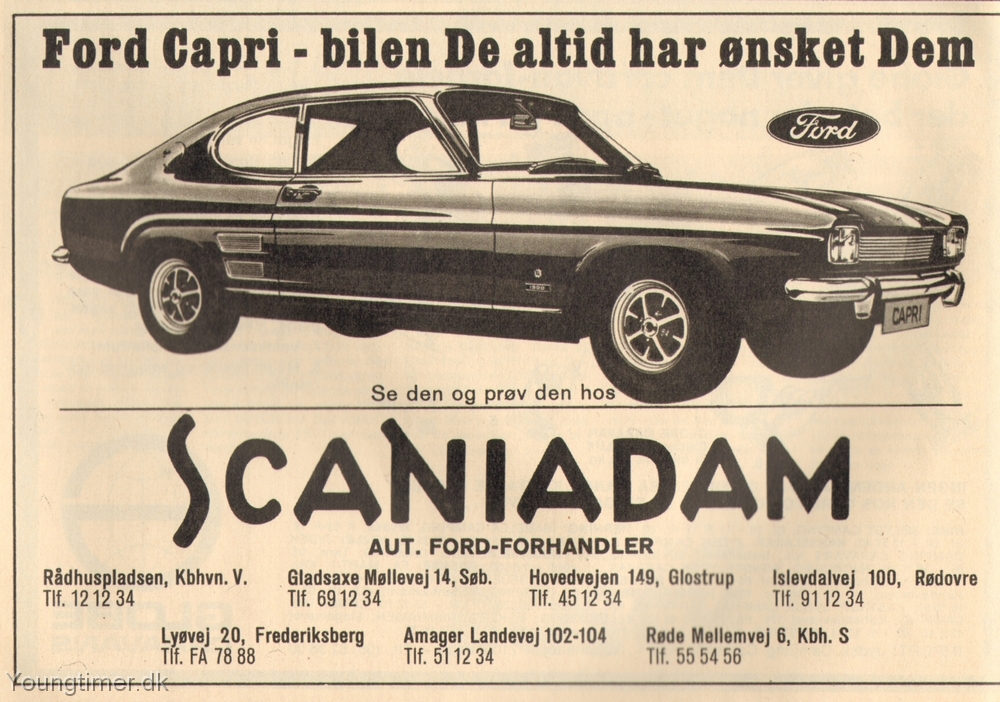 Ford Capri - bilen De altid har ønsket Dem
Ford
1300
CAPRI
Se den og prøv den hos
SCANIADAM
AUT. FORD-FORHANDLER
Rådhuspladsen, Kbhvn. V. Gladsaxe Møllevej 14, Søb. Hovedvejen 149, Glostrup Islevdalvej 100, Rødovre
Tlf. 12 12 34 Tlf. 69 12 34 Tlf. 45 12 34 Tlf. 91 12 34
Lyøvej 20, Frederiksberg Amager Landevej 102-104 Røde Mellemvej 6, Kbh. S
Tlf. FA 78 88 Tlf. 51 12 34 Tlf. 55 54 56
Youngtimer.dk